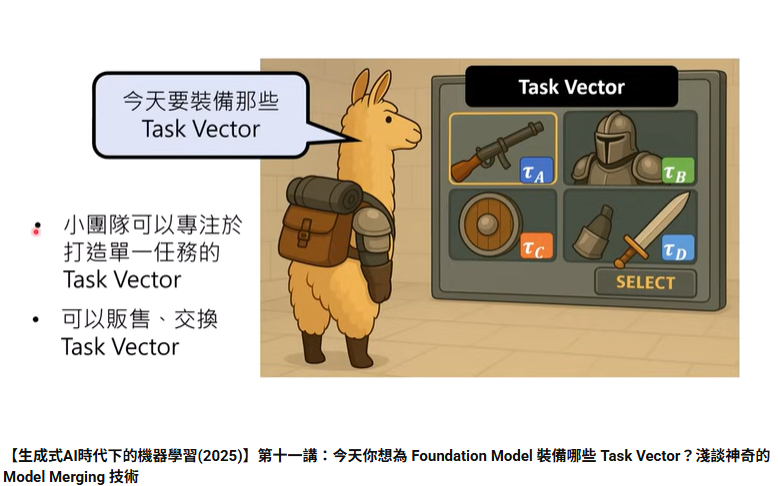 今天要裝備那些
Task Vector
Task Vector
τA
τB
τC
τD
SELECT
• 小團隊可以專注於
打造單一任務的
Task Vector
• 可以販售、交換
Task Vector
【生成式AI時代下的機器學習(2025)】第十一講：今天你想為 Foundation Model 裝備哪些 Task Vector？淺談神奇的
Model Merging 技術